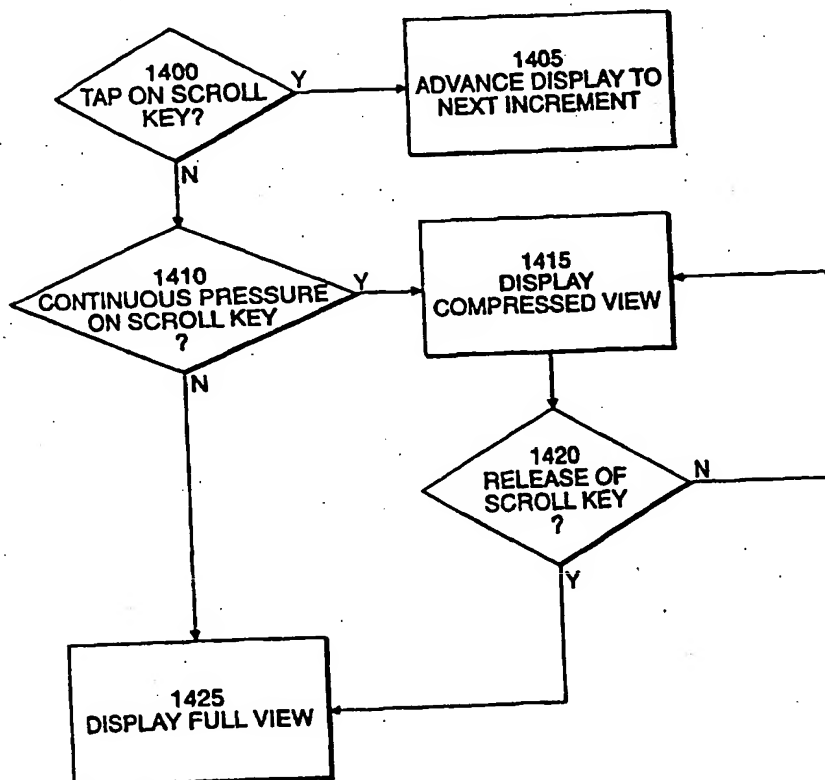 1400
TAP ON SCROLL
KEY?
Y
1405
ADVANCE DISPLAY TO
NEXT INCREMENT
N
1410
CONTINUOUS PRESSURE
ON SCROLL KEY
?
Y
1415
DISPLAY
COMPRESSED VIEW
N
1420
RELEASE OF
SCROLL KEY
?
N
Y
1425
DISPLAY FULL VIEW